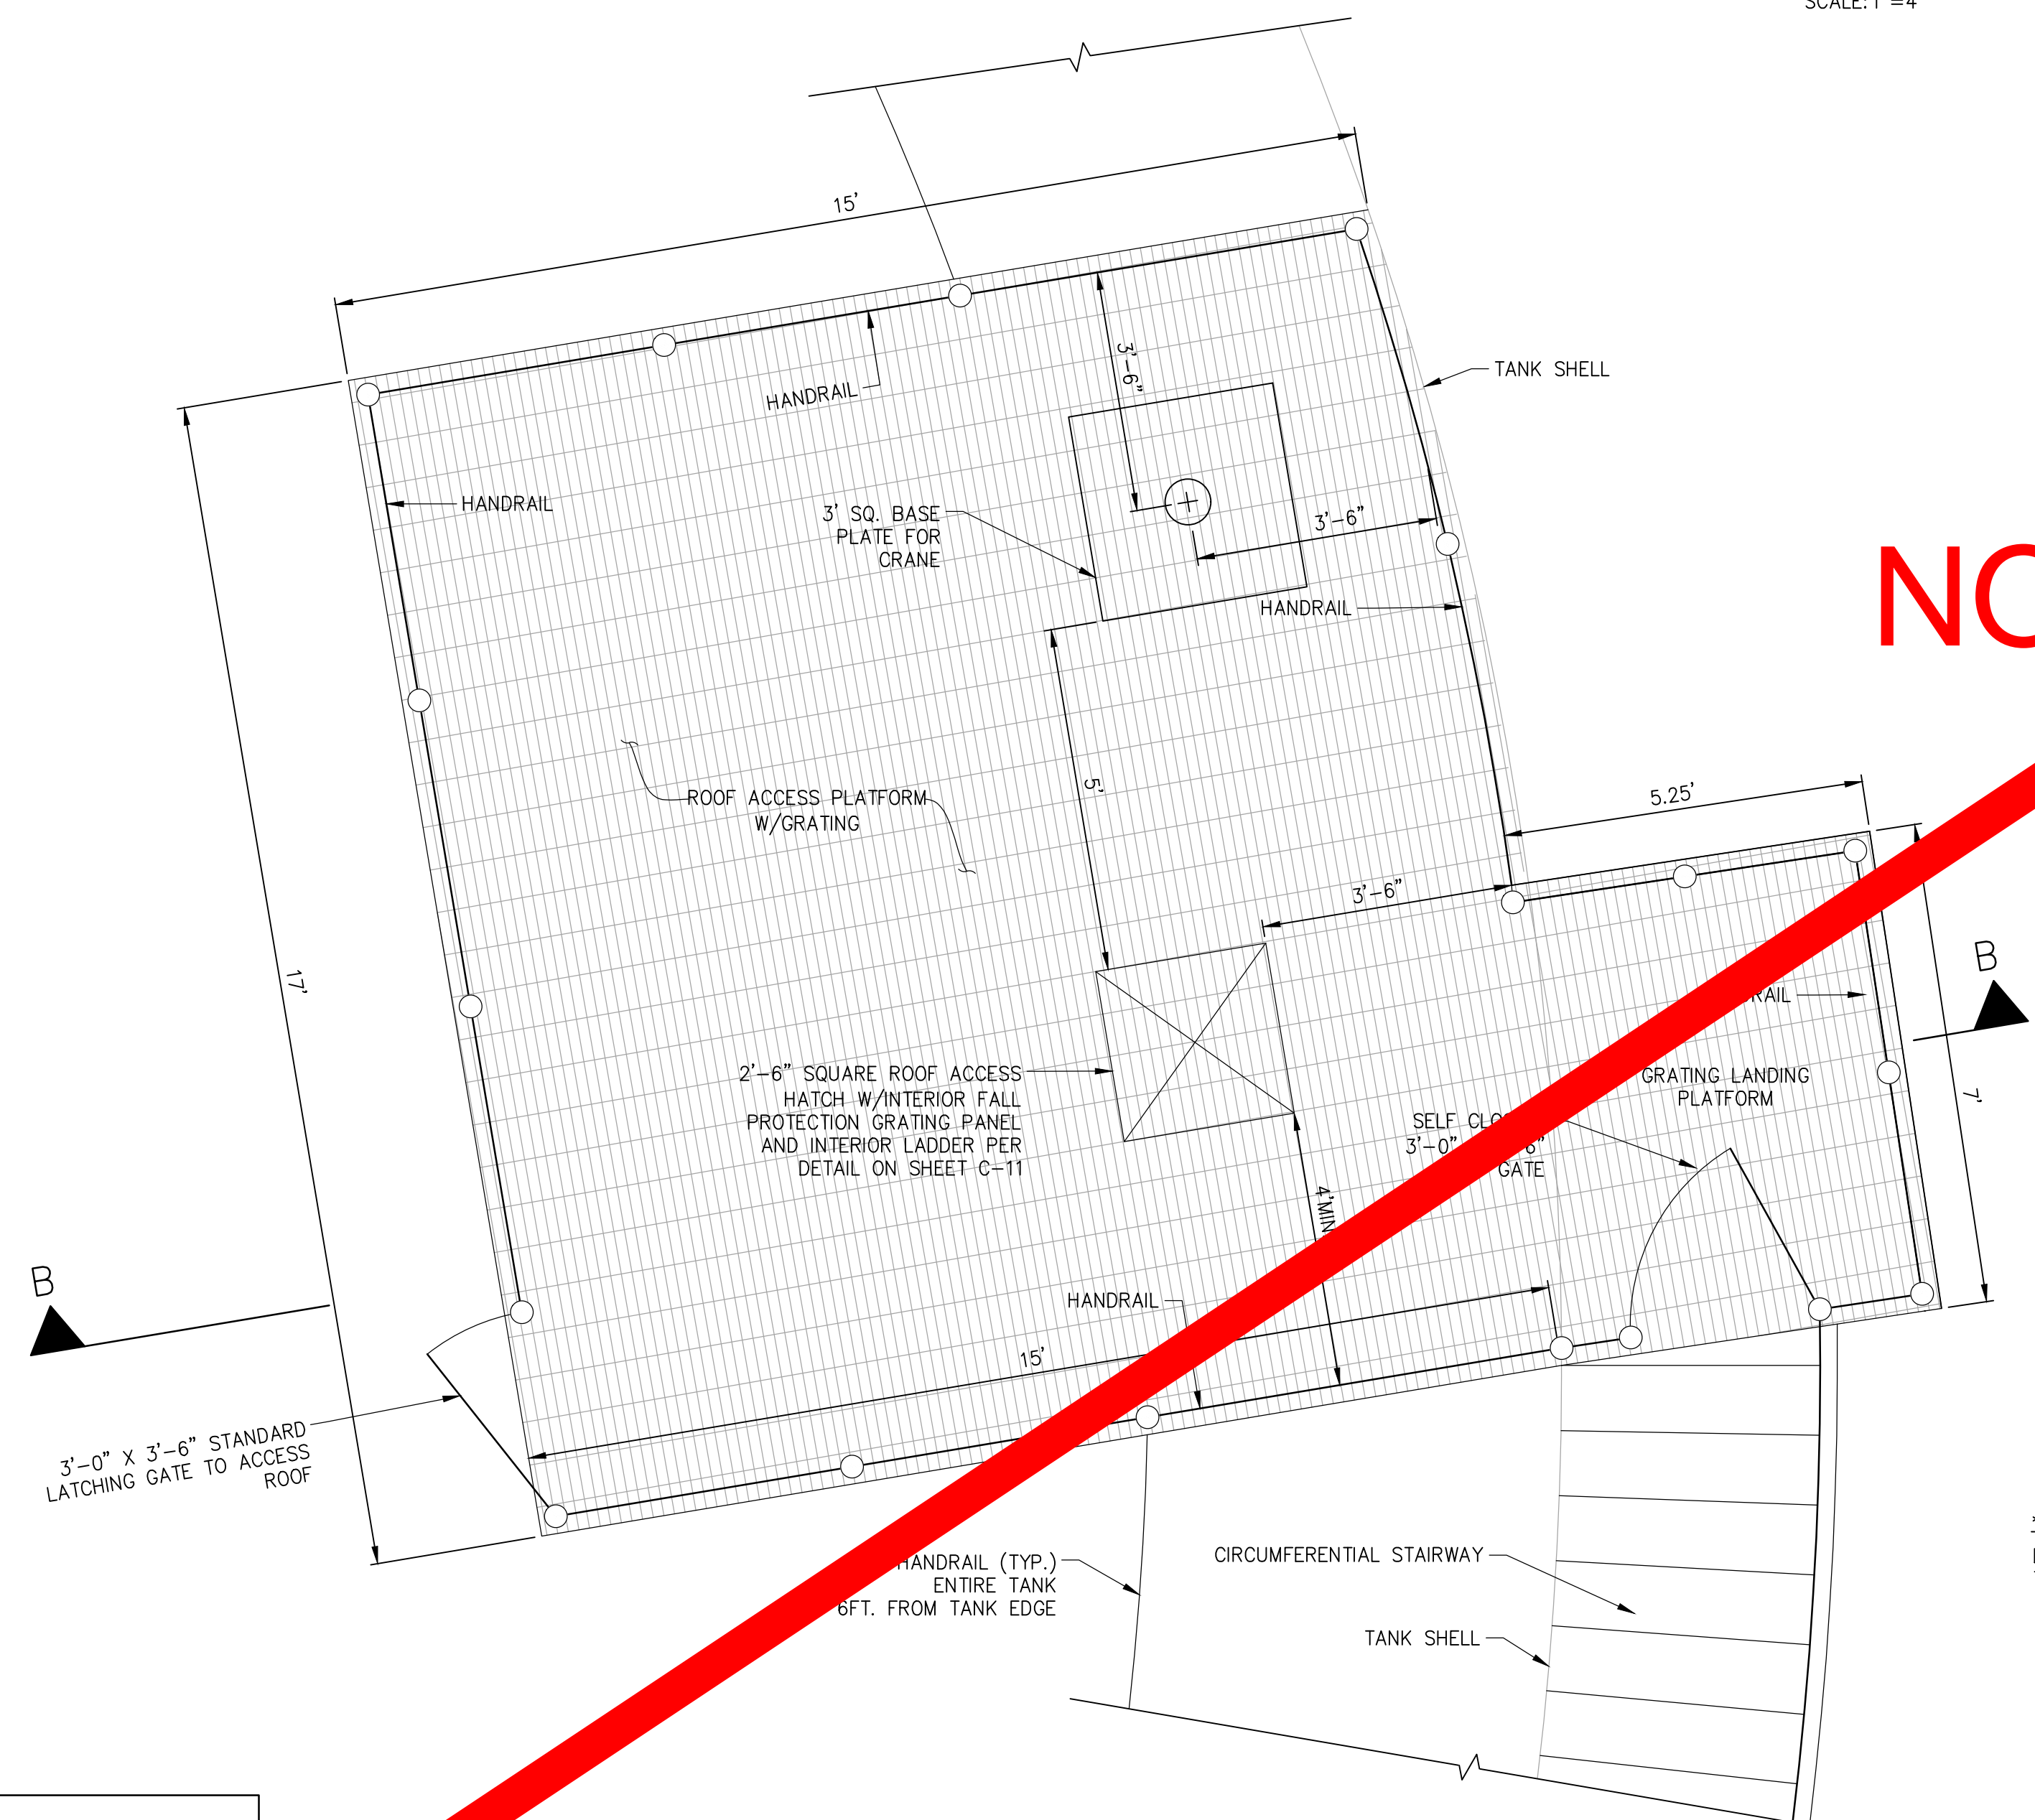 15'
HANDRAIL
3'-6"
TANK SHELL
HANDRAIL
3' SQ. BASE
PLATE FOR
CRANE
3'-6"
NO
HANDRAIL
5'
5.25'
ROOF ACCESS PLATFORM
W/GRATING
3'-6"
17'
B
2'-6" SQUARE ROOF ACCESS
HATCH W/INTERIOR FALL
PROTECTION GRATING PANEL
AND INTERIOR LADDER PER
DETAIL ON SHEET C-11
GRATING LANDING
PLATFORM
7'
SELF
3'-0"
GATE
4'MIN
B
HANDRAIL
15'
3'-0" X 3'-6" STANDARD
LATCHING GATE TO ACCESS
ROOF
HANDRAIL (TYP.)
ENTIRE TANK
6FT. FROM TANK EDGE
CIRCUMFERENTIAL STAIRWAY
TANK SHELL